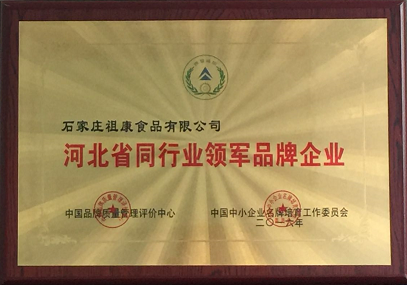 石家庄祖康食品有限公司
河北省同行业领军品牌企业
中国品牌质量管理评价中心
中国中小企业名牌培育工作委员会
二〇一六年